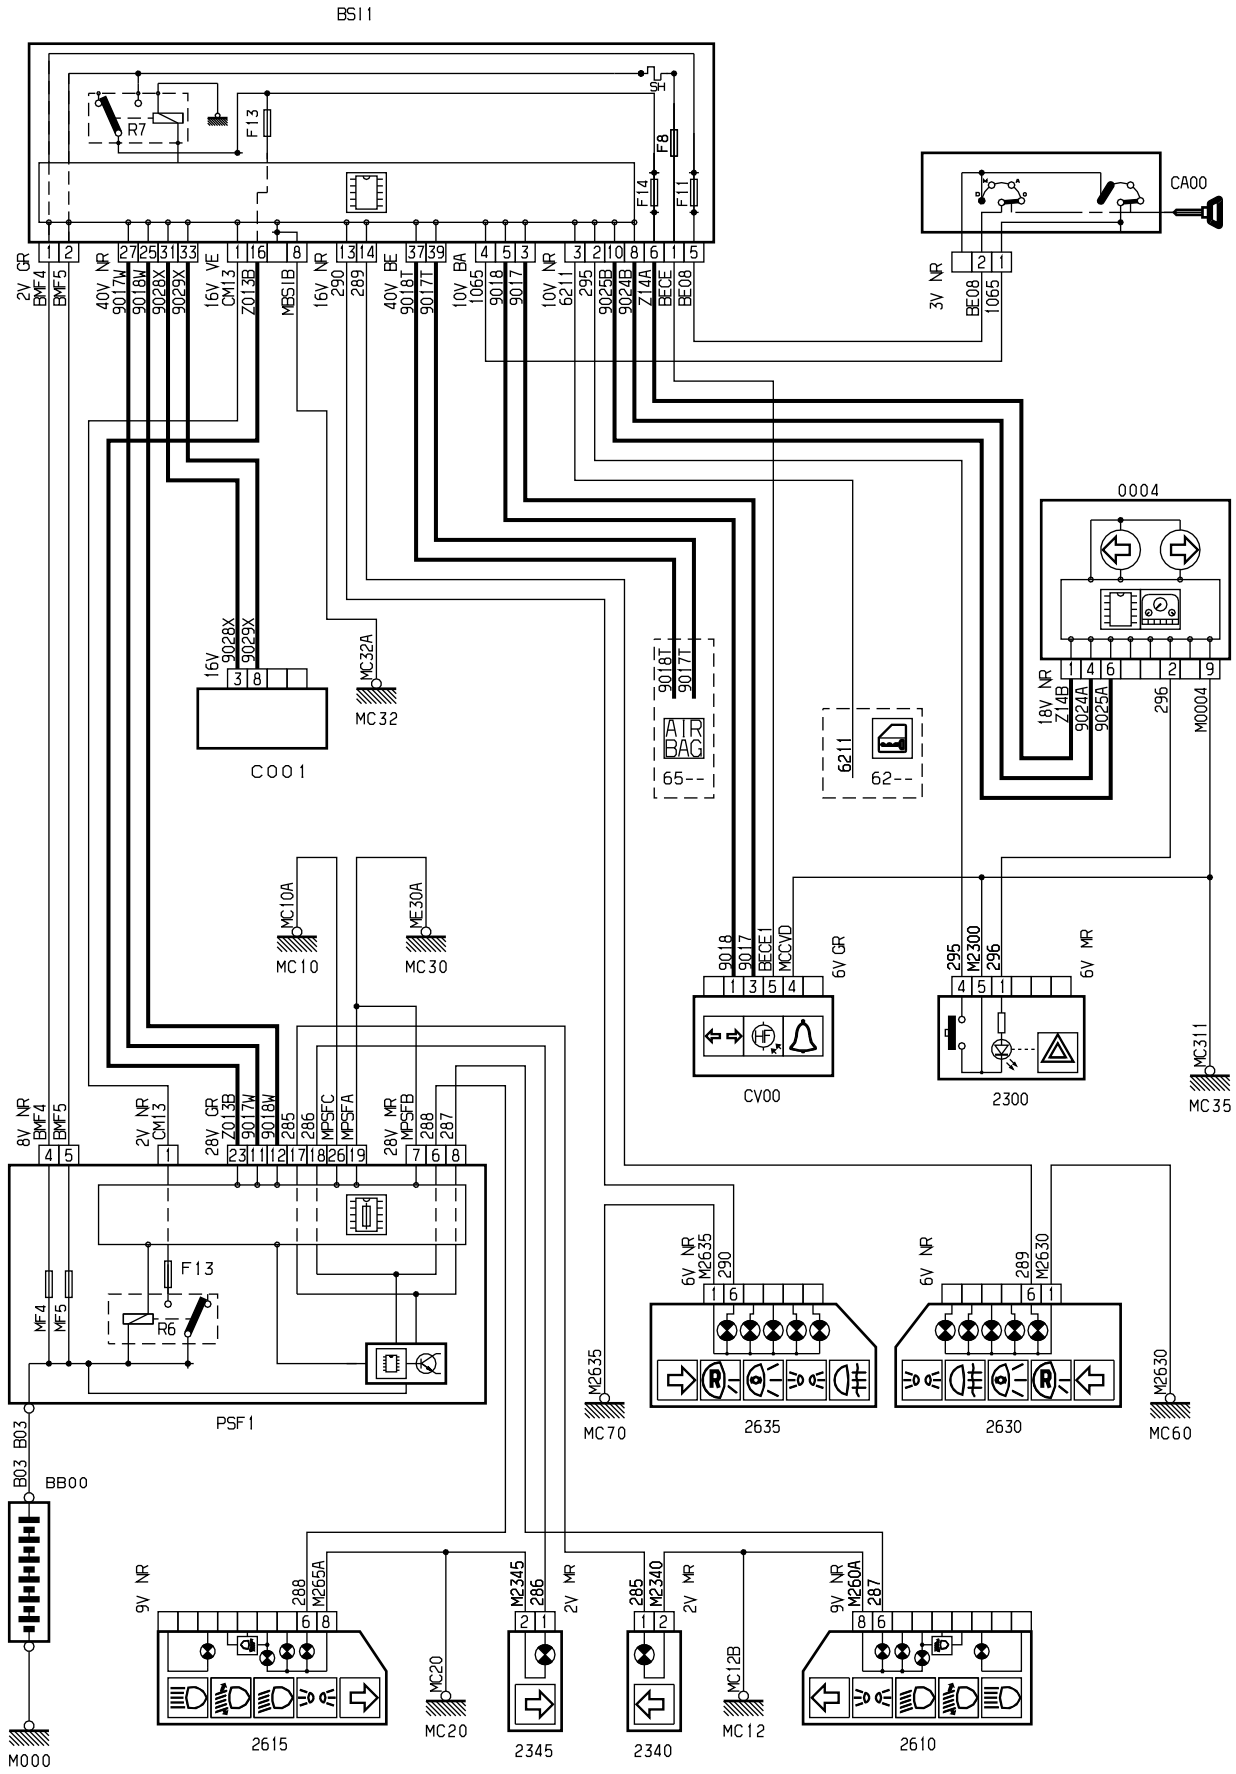 BSI1
SH
R7
F13
F8
F14
F11
1 2 27 25 31 33 1 16 8 13 14 37 39 4 5 3 3 2 10 8 6 1 5
2V GR
BMF4
BMF5
40V NR
9017W
9018W
9028X
9029X
16V VE
CM13
Z013B
MBSIB
16V NR
290
289
40V BE
9018T
9017T
10V BA
1065
9018
9017
10V NR
6211
295
9025B
9024B
Z14A
BECE
BE08
CA00
D M A D
2 1
3V NR
BE08
1065
0004
1 4 6 2 9
18V NR
Z14B
9024A
9025A
296
M0004
16V
9028X
9029X
3 8
C001
MC32A
MC32
9018T
9017T
AIR
BAG
65--
6211
62--
MC10A
MC10
ME30A
MC30
9018
9017
BECE1
MCCVD
6V GR
1 3 5 4
HF
CV00
295
M2300
296
6V MR
4 5 1
2300
MC311
MC35
8V NR
BMF4
BMF5
2V NR
CM13
28V GR
Z013B
9017W
9018W
285
286
MPSFC
MPSFA
28V MR
MPSFB
288
287
4 5 1 23 11 12 17 18 26 19 7 6 8
F13
MF4
MF5
R6
PSF1
B03 B03
BB00
M000
6V NR
M2635
290
1 6
R
2635
M2635
MC70
6V NR
289
M2630
6 1
R
2630
M2630
MC60
9V NR
288
M265A
6 8
2615
MC20
MC20
M2345
286
2V MR
2 1
2345
285
M2340
2V MR
1 2
2340
MC12B
MC12
9V NR
M260A
287
8 6
2610